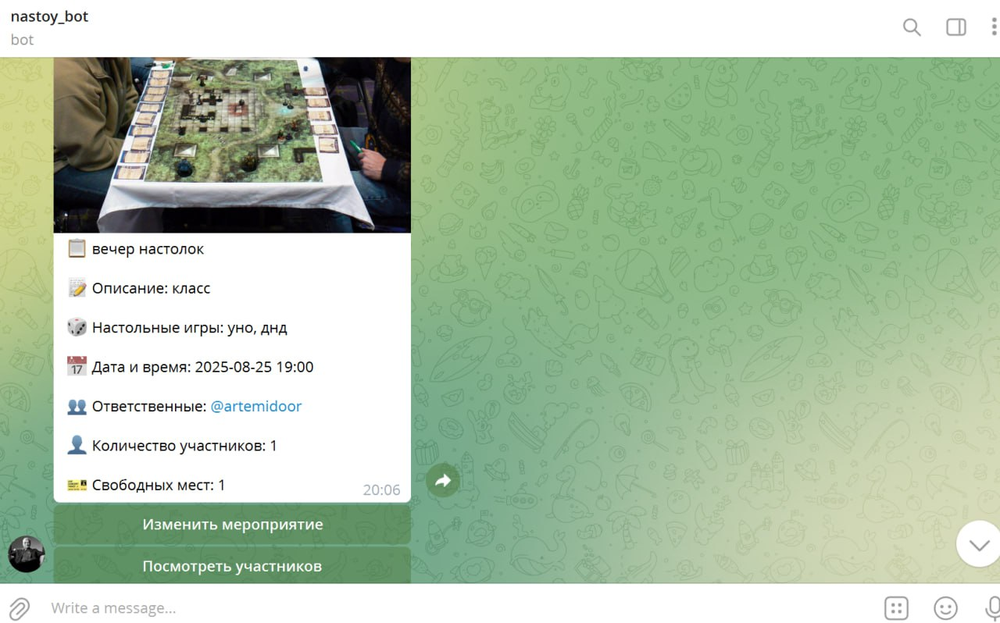 nastoy_bot
bot
вечер настолок
Описание: класс
17
Настольные игры: уно, днд
Дата и время: 2025-08-25 19:00
Ответственные: @artemidoor
Количество участников: 1
Свободных мест: 1
20:06
Изменить мероприятие
Посмотреть участников
Write a message...